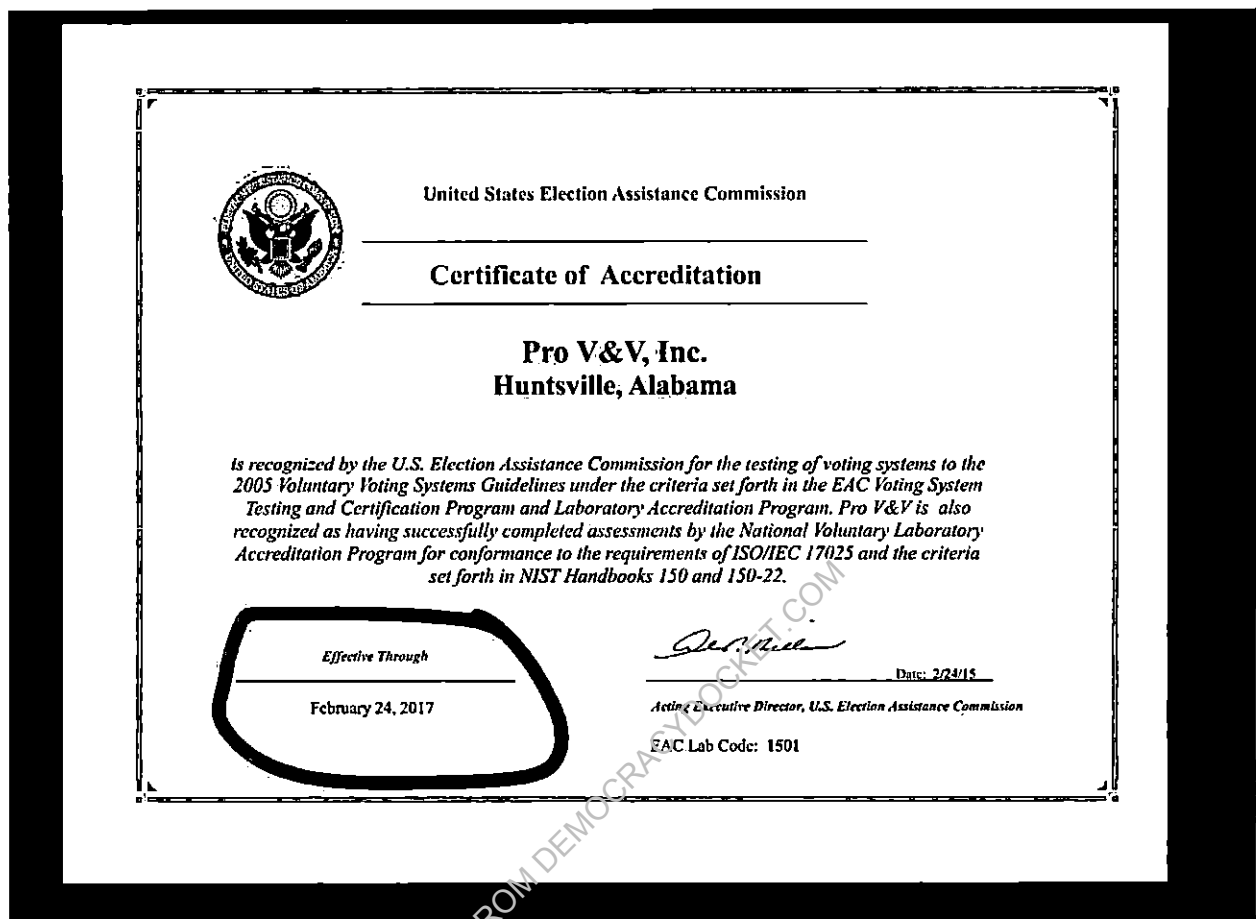 United States Election Assistance Commission
Certificate of Accreditation
Pro V&V, Inc.
Huntsville, Alabama
is recognized by the U.S. Election Assistance Commission for the testing of voting systems to the
2005 Voluntary Voting Systems Guidelines under the criteria set forth in the EAC Voting System
Testing and Certification Program and Laboratory Accreditation Program. Pro V&V is also
recognized as having successfully completed assessments by the National Voluntary Laboratory
Accreditation Program for conformance to the requirements of ISO/IEC 17025 and the criteria
set forth in NIST Handbooks 150 and 150-22.
Effective Through
February 24, 2017
Date: 2/24/15
Acting Executive Director, U.S. Election Assistance Commission
EAC Lab Code: 1501
ROM DEMOCRACYDOCKET.COM